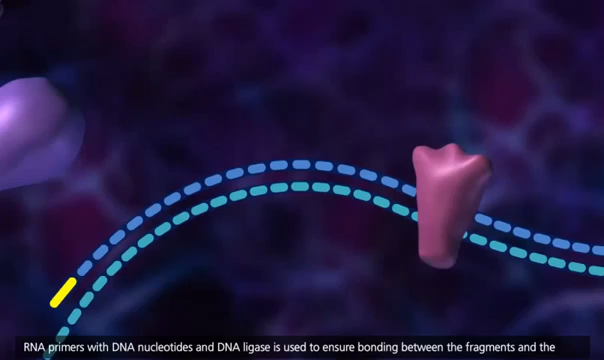 RNA primers with DNA nucleotides and DNA ligase is used to ensure bonding between the fragments and the